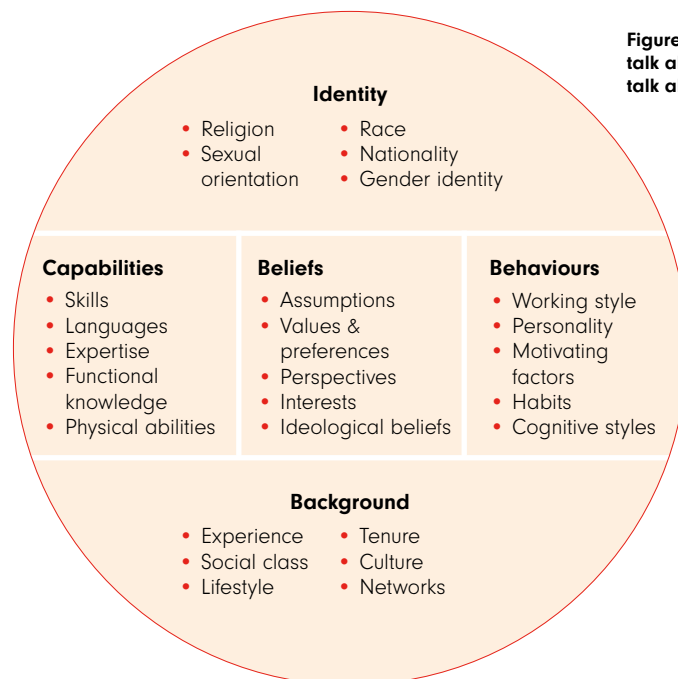 Figure
talk a
talk a
Identity
• Religion
• Sexual
orientation
• Race
• Nationality
• Gender identity
Capabilities
• Skills
• Languages
• Expertise
• Functional
knowledge
• Physical abilities
Beliefs
• Assumptions
• Values &
preferences
• Perspectives
• Interests
• Ideological beliefs
Behaviours
• Working style
• Personality
• Motivating
factors
• Habits
• Cognitive styles
Background
• Experience
• Social class
• Lifestyle
• Tenure
• Culture
• Networks